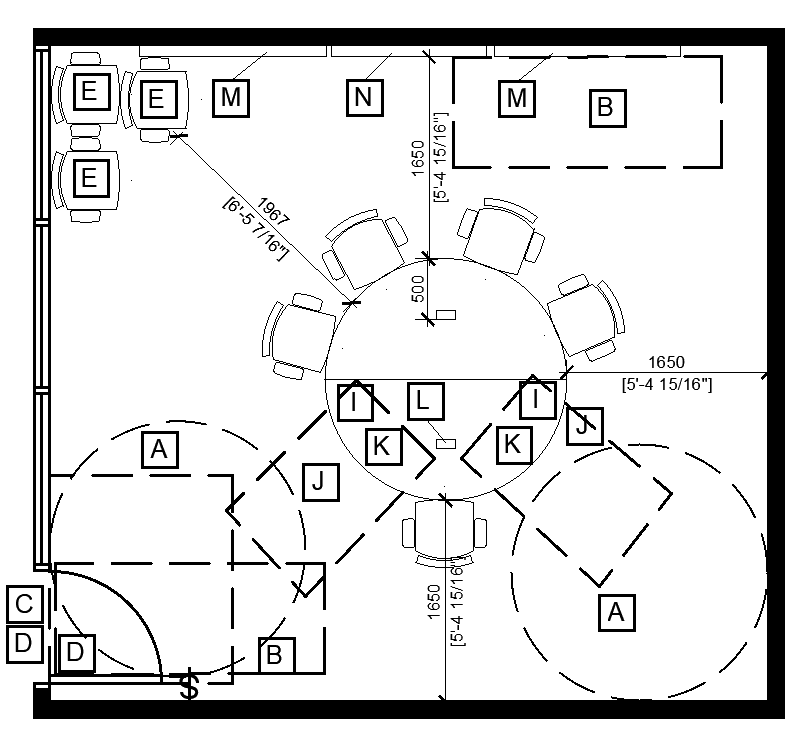 E
E
M
N
M
B
E
1650
[5'-4 15/16"]
1967
[6'-5 7/16"]
500
1650
[5'-4 15/16"]
I
L
I
J
A
K
K
J
1650
[5'-4 15/16"]
C
D
D
B
A
$